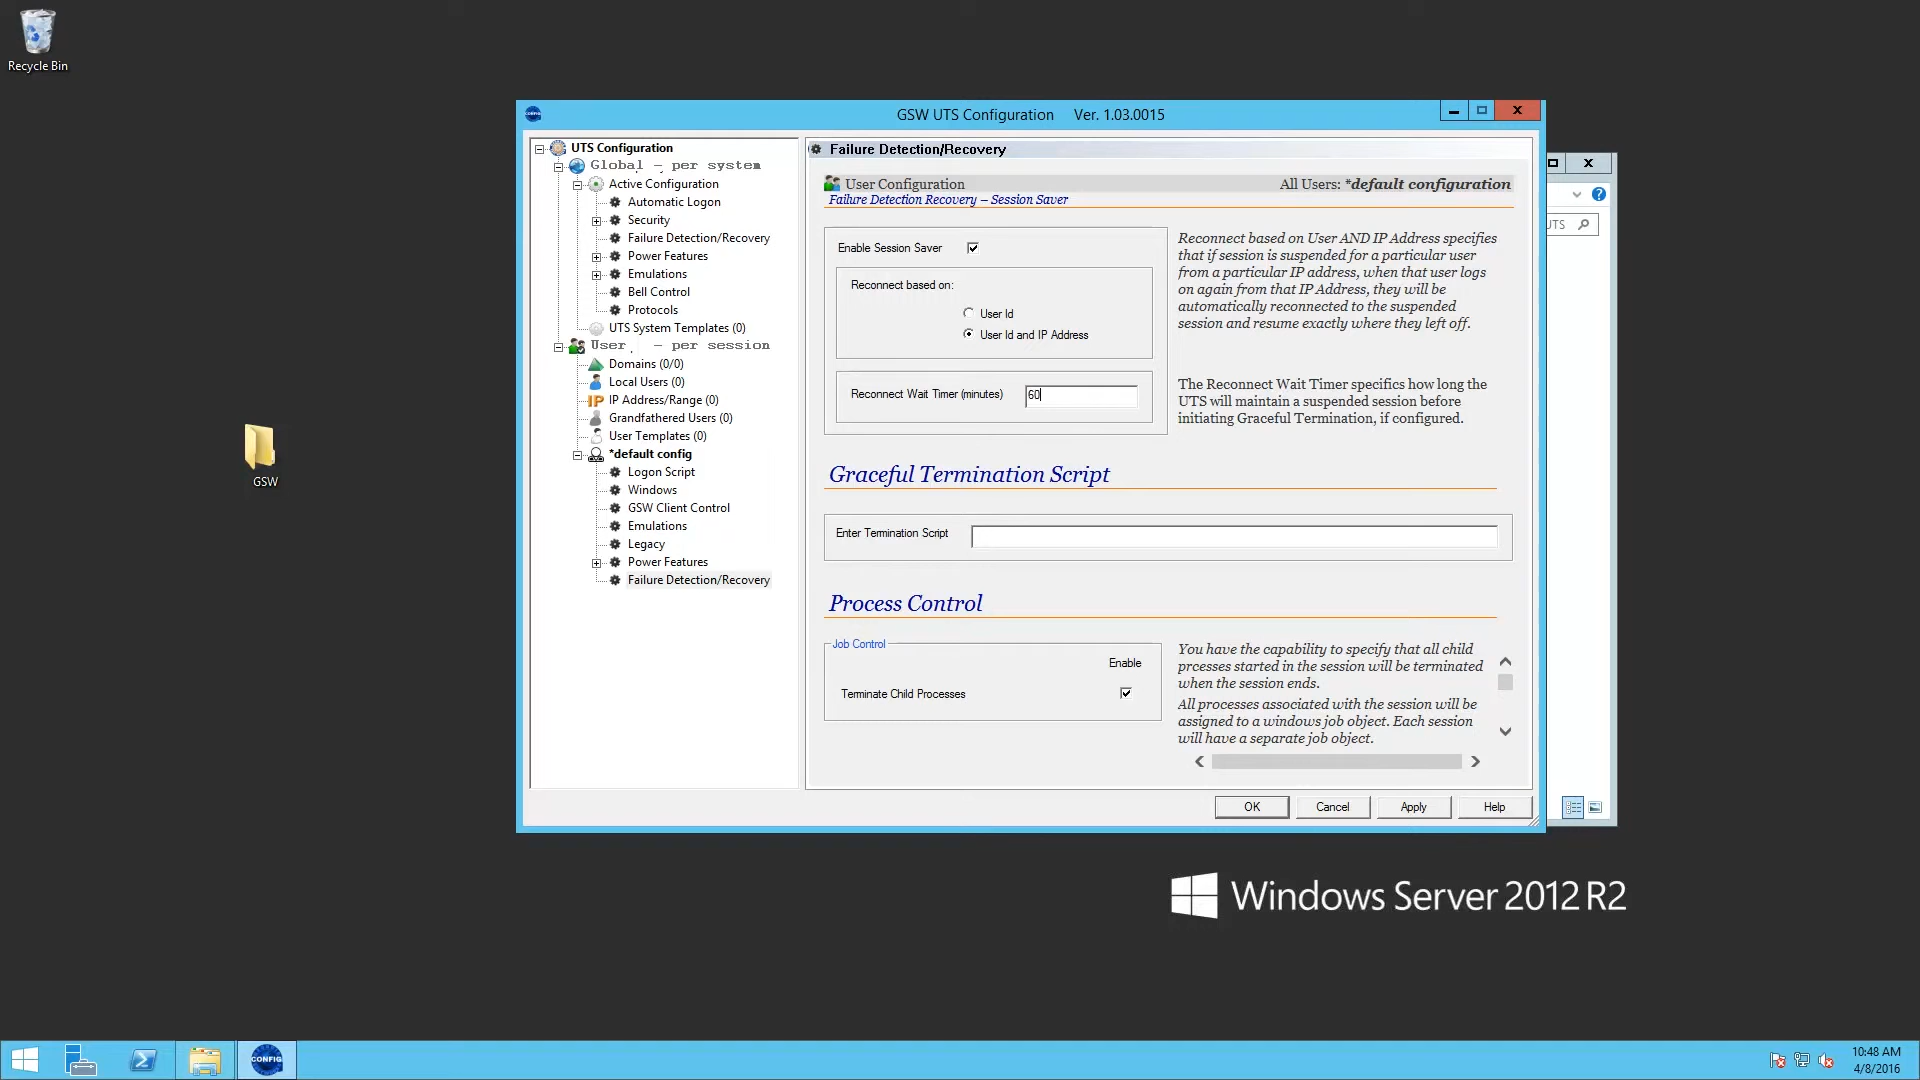 Recycle Bin
GSW
GSW UTS Configuration Ver. 1.03.0015
UTS Configuration
Global - per system
Active Configuration
Automatic Logon
Security
Failure Detection/Recovery
Power Features
Emulations
Bell Control
Protocols
UTS System Templates (0)
User - per session
Domains (0/0)
Local Users (0)
IP Address/Range (0)
Grandfathered Users (0)
User Templates (0)
*default config
Logon Script
Windows
GSW Client Control
Emulations
Legacy
Power Features
Failure Detection/Recovery
Failure Detection/Recovery
User Configuration
All Users: *default configuration
Failure Detection Recovery – Session Saver
Enable Session Saver
Reconnect based on:
User Id
User Id and IP Address
Reconnect Wait Timer (minutes) 60
Reconnect based on User AND IP Address specifies
that if session is suspended for a particular user
from a particular IP address, when that user logs
on again from that IP Address, they will be
automatically reconnected to the suspended
session and resume exactly where they left off.
The Reconnect Wait Timer specifics how long the
UTS will maintain a suspended session before
initiating Graceful Termination, if configured.
Graceful Termination Script
Enter Termination Script
Process Control
Job Control
Enable
Terminate Child Processes
You have the capability to specify that all child
prcesses started in the session will be terminated
when the session ends.
All processes associated with the session will be
assigned to a windows job object. Each session
will have a separate job object.
OK
Cancel
Apply
Help
UTS
Windows Server 2012 R2
CONFIG
10:48 AM
4/8/2016